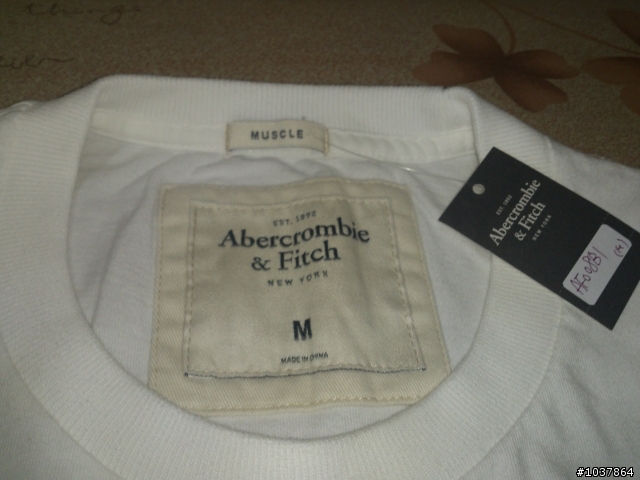 MUSCLE
EST. 1892
Abercrombie
& Fitch
NEW YORK
M
MADE IN CHINA
EST. 1892
Abercrombie
& Fitch
NEW YORK
(M)
#1037864